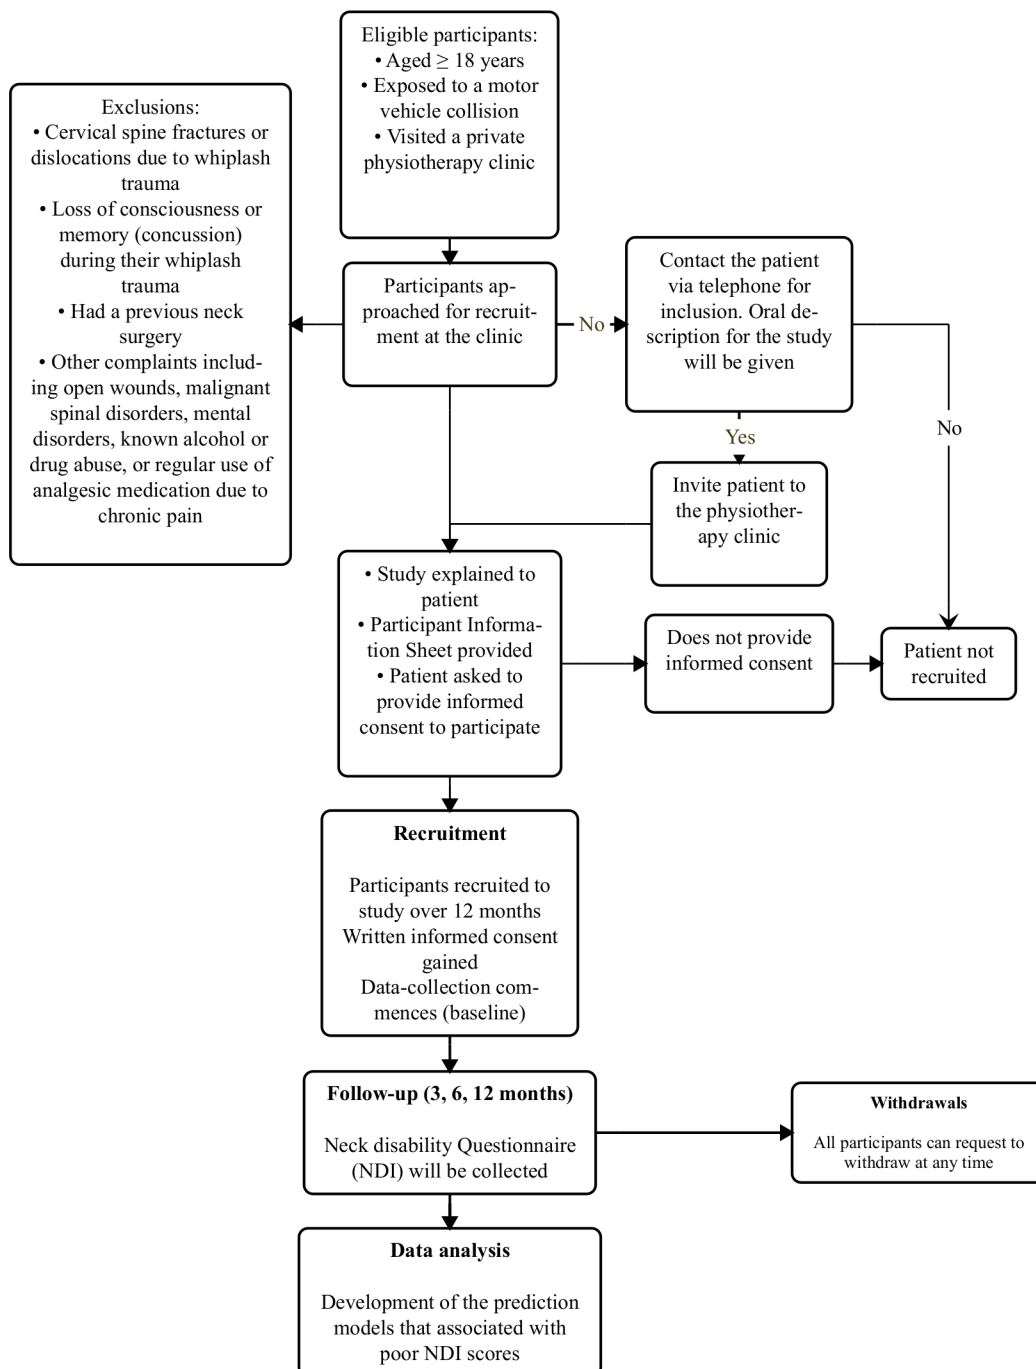 Eligible participants:
• Aged ≥ 18 years
• Exposed to a motor
vehicle collision
• Visited a private
physiotherapy clinic
Exclusions:
• Cervical spine fractures or
dislocations due to whiplash
trauma
• Loss of consciousness or
memory (concussion)
during their whiplash
trauma
• Had a previous neck
surgery
• Other complaints includ-
ing open wounds, malignant
spinal disorders, mental
disorders, known alcohol or
drug abuse, or regular use of
analgesic medication due to
chronic pain
Participants ap-
proached for recruit-
ment at the clinic
No
Contact the patient
via telephone for
inclusion. Oral de-
scription for the study
will be given
Yes
No
Invite patient to
the physiother-
apy clinic
• Study explained to
patient
• Participant Informa-
tion Sheet provided
• Patient asked to
provide informed
consent to participate
Does not provide
informed consent
Patient not
recruited
Recruitment
Participants recruited to
study over 12 months
Written informed consent
gained
Data-collection com-
mences (baseline)
Follow-up (3, 6, 12 months)
Neck disability Questionnaire
(NDI) will be collected
Withdrawals
All participants can request to
withdraw at any time
Data analysis
Development of the prediction
models that associated with
poor NDI scores